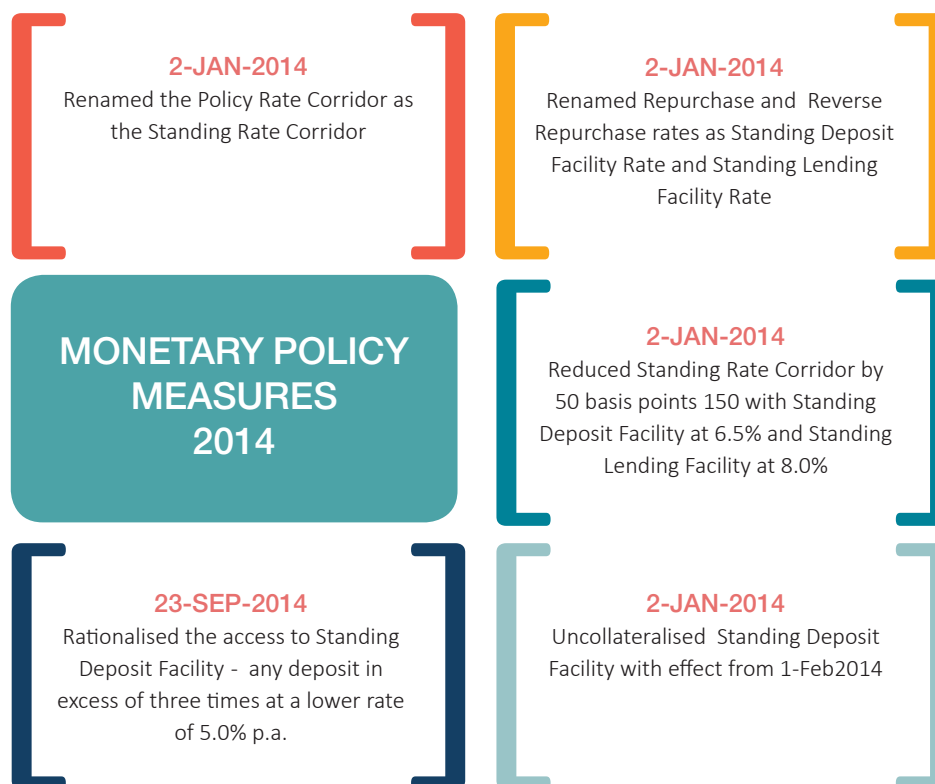 2-JAN-2014
Renamed the Policy Rate Corridor as
the Standing Rate Corridor
2-JAN-2014
Renamed Repurchase and Reverse
Repurchase rates as Standing Deposit
Facility Rate and Standing Lending
Facility Rate
MONETARY POLICY
MEASURES
2014
2-JAN-2014
Reduced Standing Rate Corridor by
50 basis points 150 with Standing
Deposit Facility at 6.5% and Standing
Lending Facility at 8.0%
23-SEP-2014
Rationalised the access to Standing
Deposit Facility - any deposit in
excess of three times at a lower rate
of 5.0% p.a.
2-JAN-2014
Uncollateralised Standing Deposit
Facility with effect from 1-Feb2014